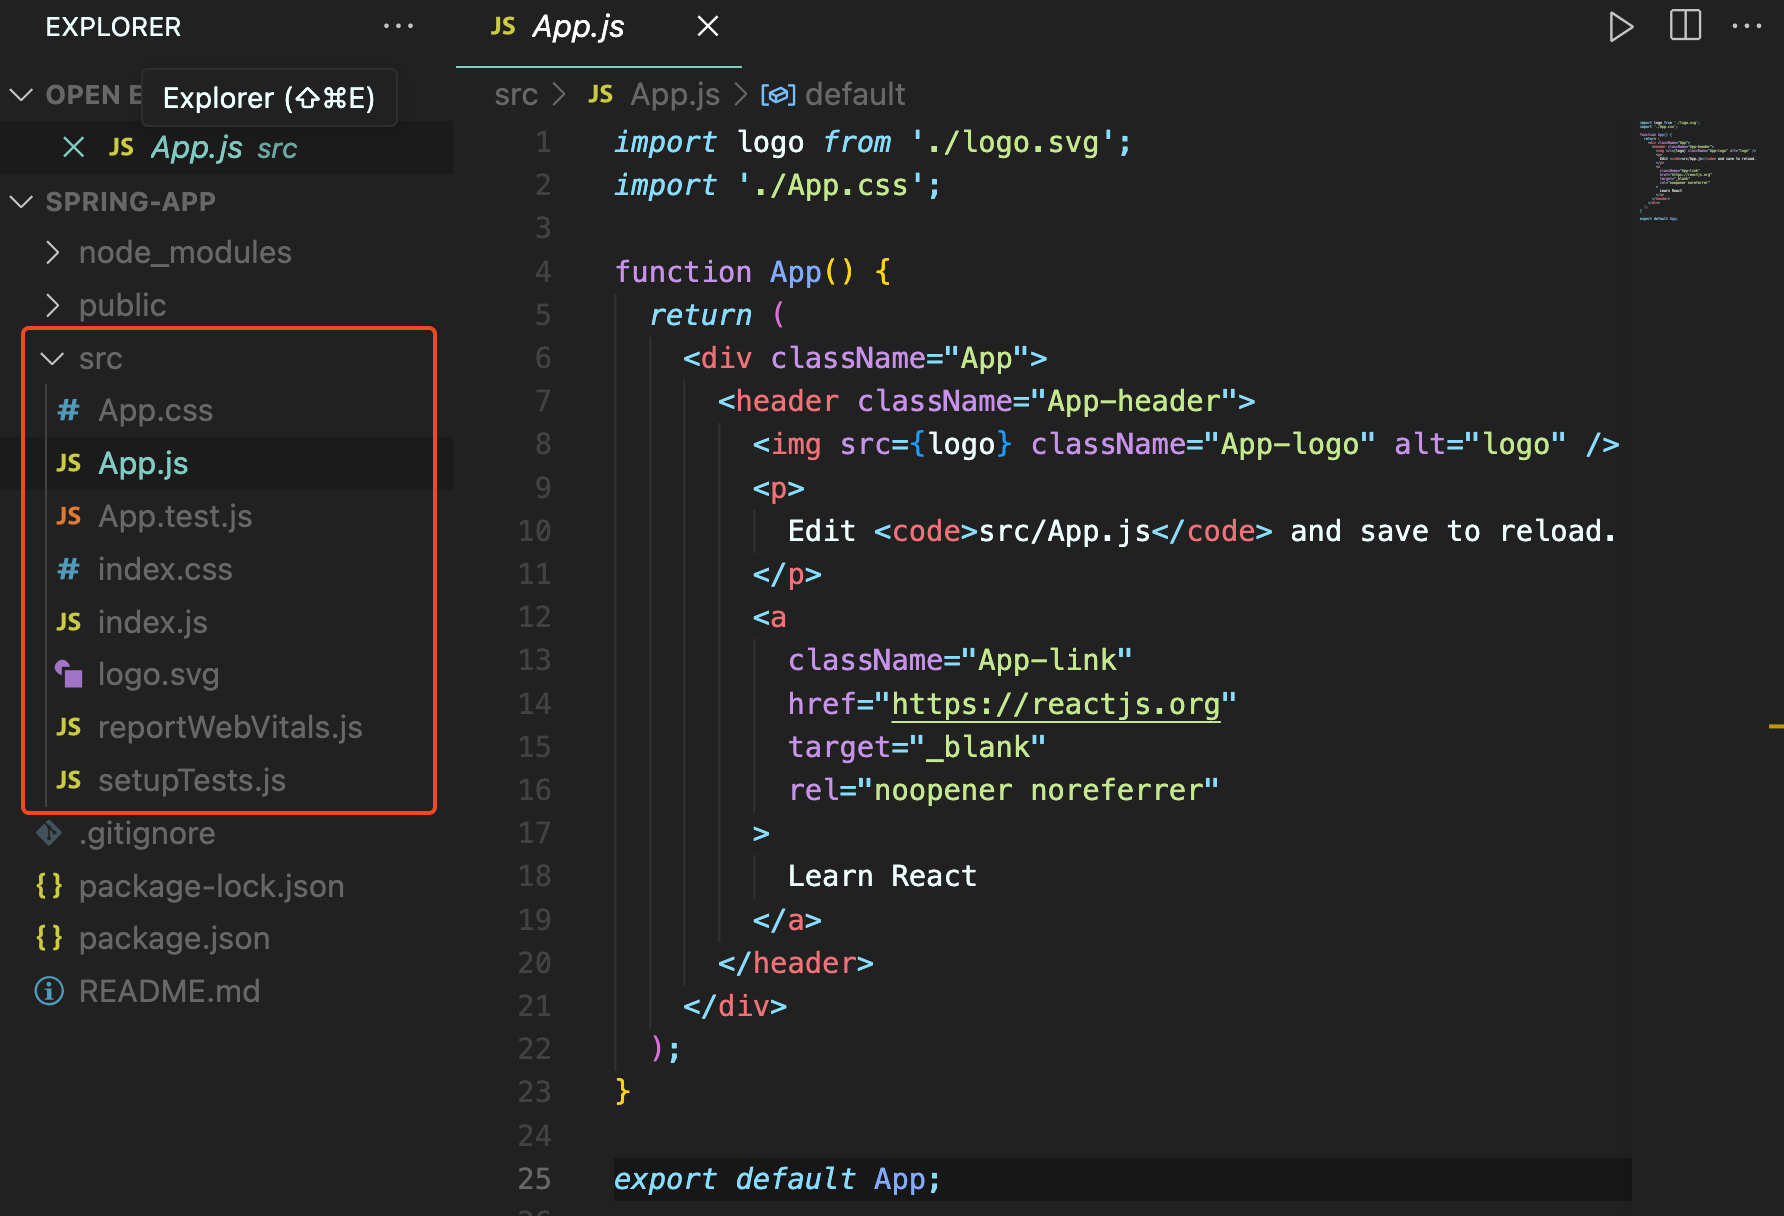 EXPLORER ···
OPEN E
Explorer (⇧⌘E)
JS App.js src
SPRING-APP
node_modules
public
src
# App.css
JS App.js
JS App.test.js
# index.css
JS index.js
logo.svg
JS reportWebVitals.js
JS setupTests.js
.gitignore
{} package-lock.json
{} package.json
README.md
JS App.js
src > JS App.js > default
1 import logo from './logo.svg';
2 import './App.css';
3
4 function App() {
5 return (
6 <div className="App">
7 <header className="App-header">
8 <img src={logo} className="App-logo" alt="logo" />
9 <p>
10 Edit <code>src/App.js</code> and save to reload.
11 </p>
12 <a
13 className="App-link"
14 href="https://reactjs.org"
15 target="_blank"
16 rel="noopener noreferrer"
17 >
18 Learn React
19 </a>
20 </header>
21 </div>
22 );
23 }
24
25 export default App;